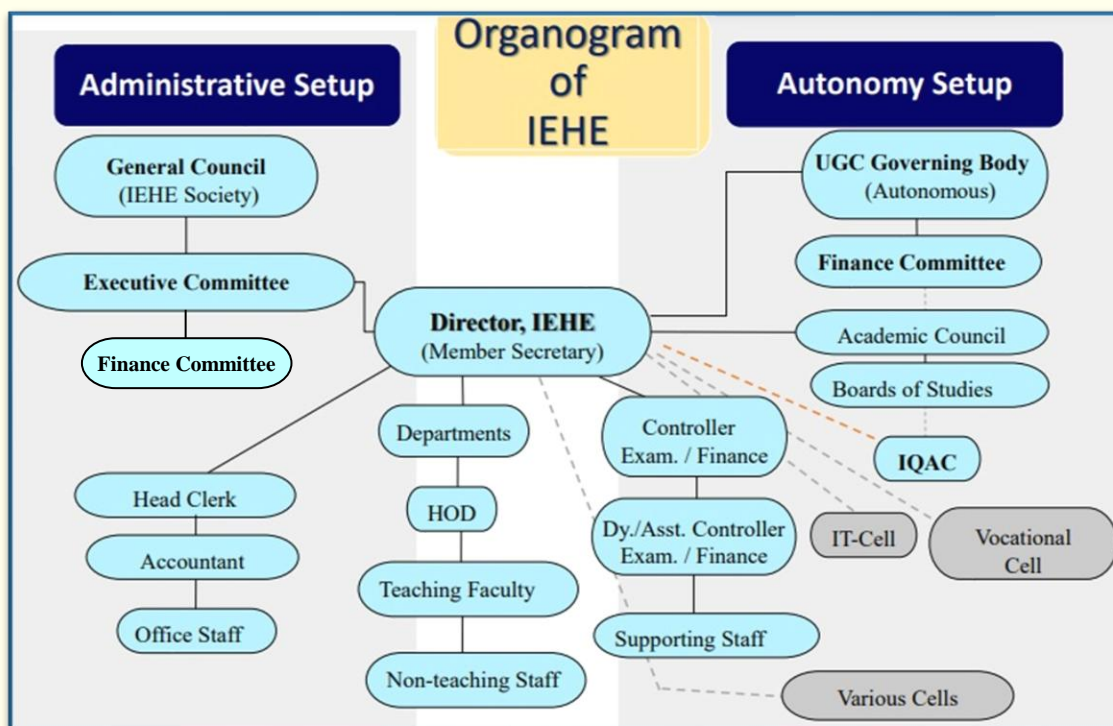 Organogram
of
IEHE
Administrative Setup
Autonomy Setup
General Council
(IEHE Society)
UGC Governing Body
(Autonomous)
Executive Committee
Finance Committee
Finance Committee
Director, IEHE
(Member Secretary)
Academic Council
Boards of Studies
Departments
Controller
Exam. / Finance
IQAC
Head Clerk
HOD
Dy./Asst. Controller
Exam. / Finance
IT-Cell
Vocational
Cell
Accountant
Teaching Faculty
Office Staff
Supporting Staff
Non-teaching Staff
Various Cells